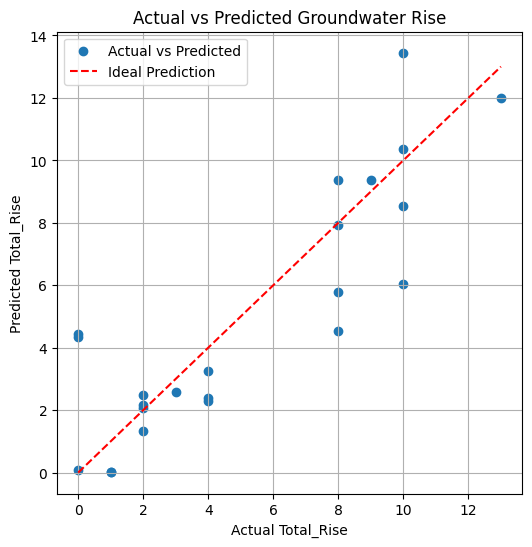 Actual vs Predicted Groundwater Rise
Actual vs Predicted
Ideal Prediction
14
12
10
8
6
4
2
0
Predicted Total_Rise
0 2 4 6 8 10 12
Actual Total_Rise